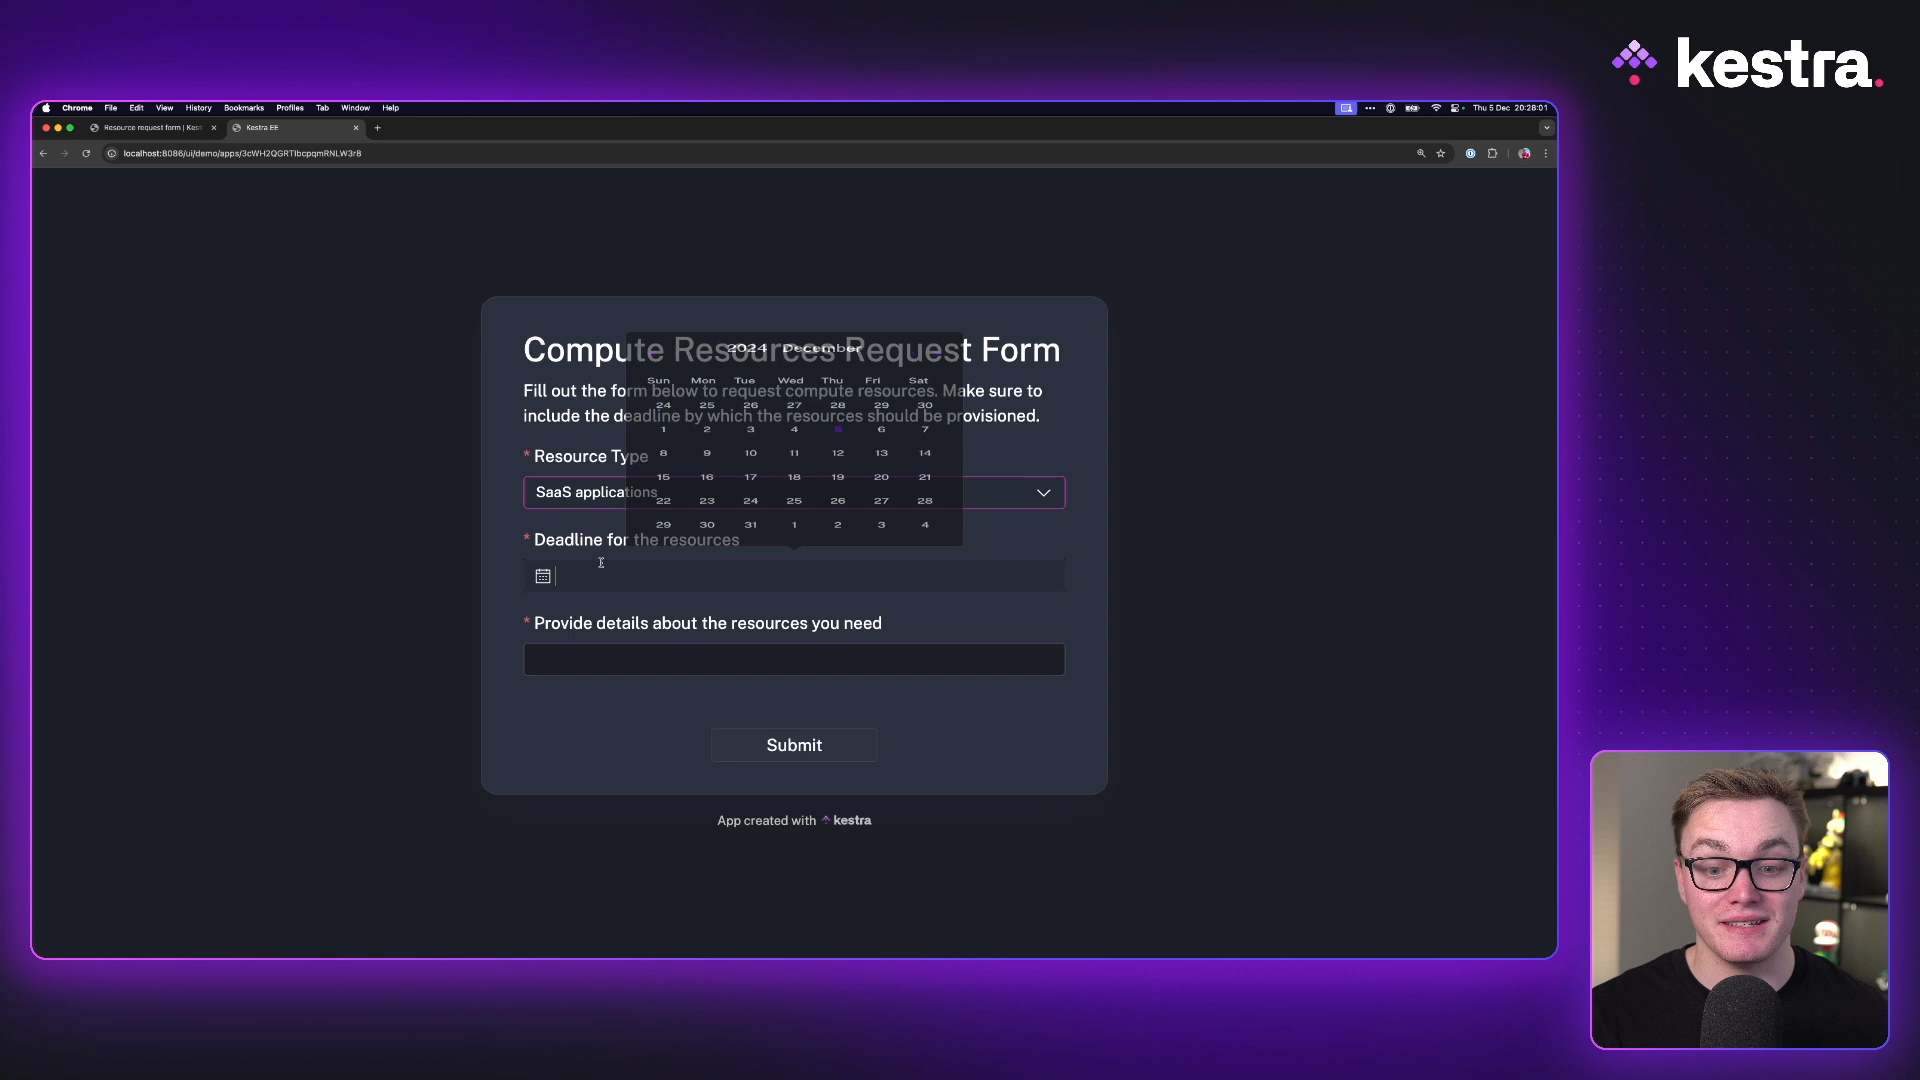 kestra.
Chrome File Edit View History Bookmarks Profiles Tab Window Help
Thu 5 Dec 20:28:01
Resource request form | Kest
Kestra EE
localhost:8086/ui/demo/apps/3cWH2QGRTIbcpqmRNLW3r8
Compute Resources Request Form
Fill out the form below to request compute resources. Make sure to
include the deadline by which the resources should be provisioned.
2024 December
Sun Mon Tue Wed Thu Fri Sat
24 25 26 27 28 29 30
1 2 3 4 5 6 7
8 9 10 11 12 13 14
15 16 17 18 19 20 21
22 23 24 25 26 27 28
29 30 31 1 2 3 4
* Resource Type
SaaS applications
* Deadline for the resources
* Provide details about the resources you need
Submit
App created with kestra